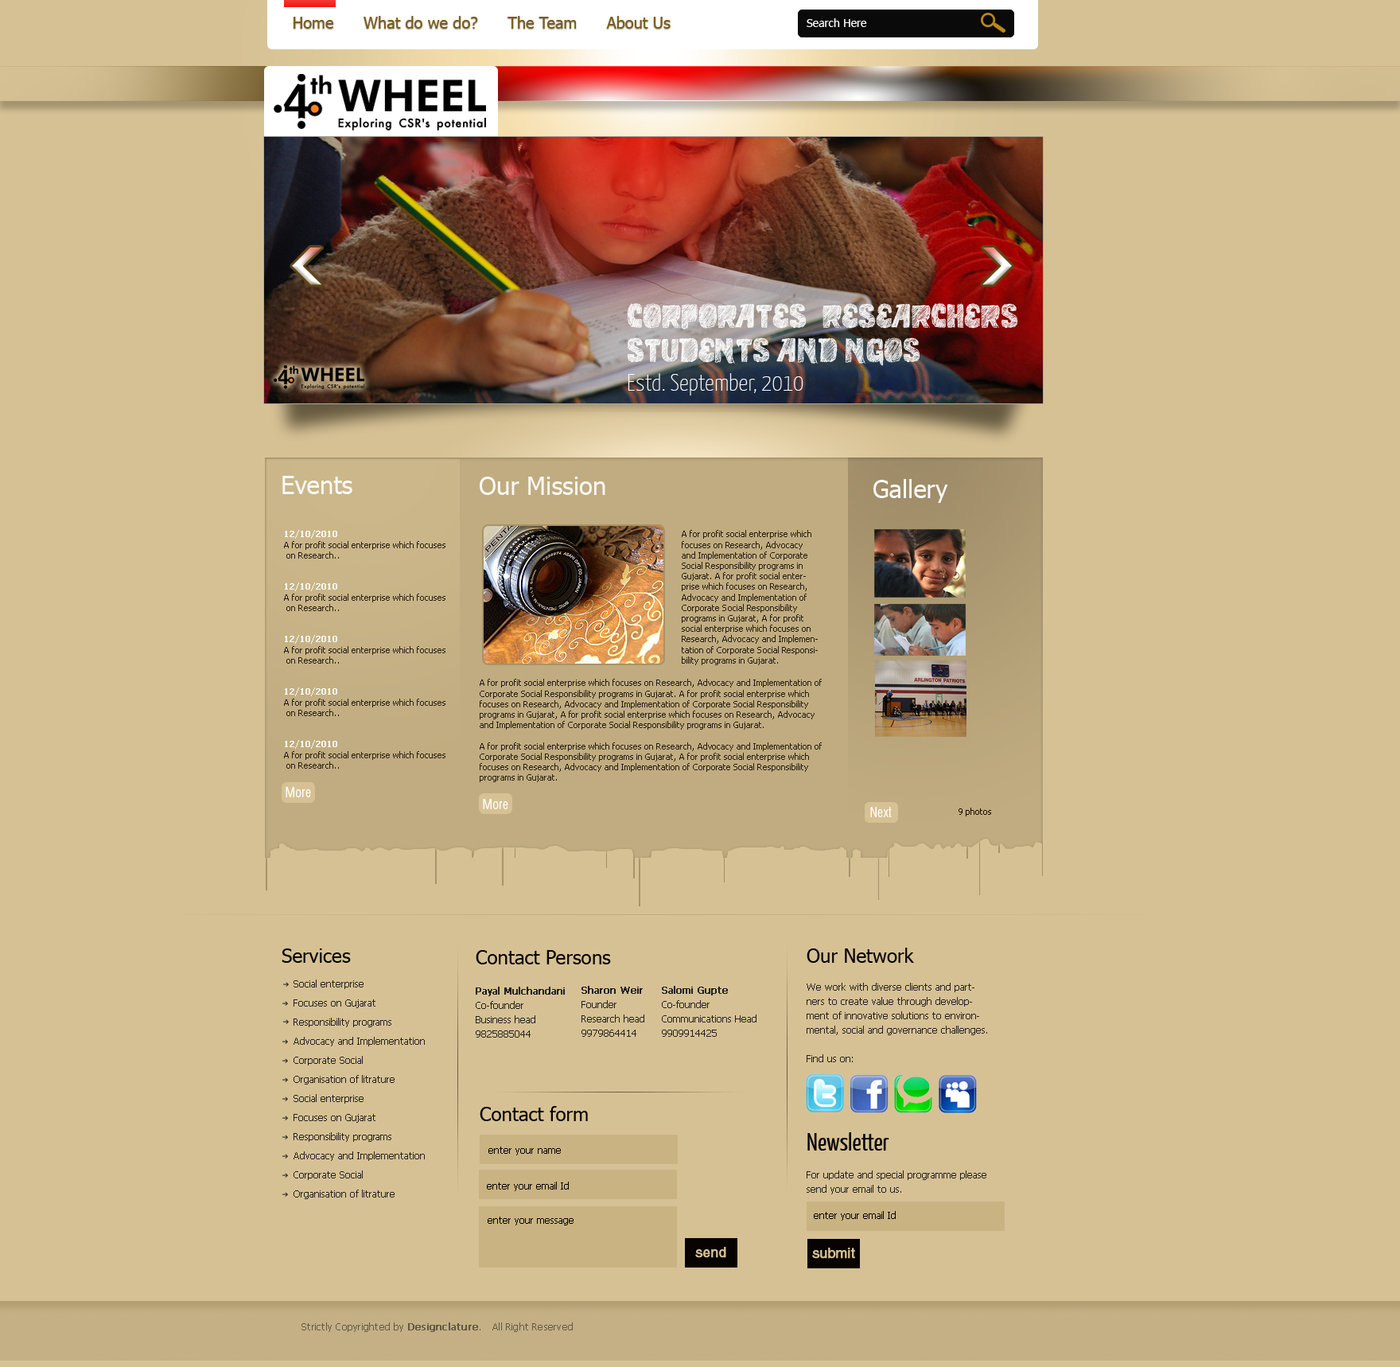 Home What do we do? The Team About Us Search Here
.4th WHEEL
Exploring CSR's potential
CORPORATES RESEARCHERS
STUDENTS AND NGOS
Estd. September, 2010
.4th WHEEL
Exploring CSR's potential
Events
12/10/2010
A for profit social enterprise which focuses
on Research..
12/10/2010
A for profit social enterprise which focuses
on Research..
12/10/2010
A for profit social enterprise which focuses
on Research..
12/10/2010
A for profit social enterprise which focuses
on Research..
12/10/2010
A for profit social enterprise which focuses
on Research..
More
Our Mission
PENTA
A for profit social enterprise which
focuses on Research, Advocacy
and Implementation of Corporate
Social Responsibility programs in
Gujarat. A for profit social enter-
prise which focuses on Research,
Advocacy and Implementation of
Corporate Social Responsibility
programs in Gujarat, A for profit
social enterprise which focuses on
Research, Advocacy and Implemen-
tation of Corporate Social Responsi-
bility programs in Gujarat.
A for profit social enterprise which focuses on Research, Advocacy and Implementation of
Corporate Social Responsibility programs in Gujarat. A for profit social enterprise which
focuses on Research, Advocacy and Implementation of Corporate Social Responsibility
programs in Gujarat, A for profit social enterprise which focuses on Research, Advocacy
and Implementation of Corporate Social Responsibility programs in Gujarat.
A for profit social enterprise which focuses on Research, Advocacy and Implementation of
Corporate Social Responsibility programs in Gujarat, A for profit social enterprise which
focuses on Research, Advocacy and Implementation of Corporate Social Responsibility
programs in Gujarat.
More
Gallery
ARLINGTON PATRIOTS
Next 9 photos
Services
Social enterprise
Focuses on Gujarat
Responsibility programs
Advocacy and Implementation
Corporate Social
Organisation of litrature
Social enterprise
Focuses on Gujarat
Responsibility programs
Advocacy and Implementation
Corporate Social
Organisation of litrature
Contact Persons
Payal Mulchandani
Co-founder
Business head
9825885044
Sharon Weir
Founder
Research head
9979864414
Salomi Gupte
Co-founder
Communications Head
9909914425
Contact form
enter your name
enter your email Id
enter your message
send
Our Network
We work with diverse clients and part-
ners to create value through develop-
ment of innovative solutions to environ-
mental, social and governance challenges.
Find us on:
Newsletter
For update and special programme please
send your email to us.
enter your email Id
submit
Strictly Copyrighted by Designclature. All Right Reserved